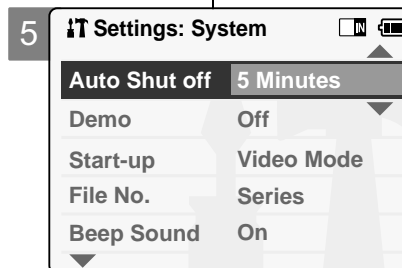 5
Settings: System
IN
Auto Shut off 5 Minutes
Demo Off
Start-up Video Mode
File No. Series
Beep Sound On